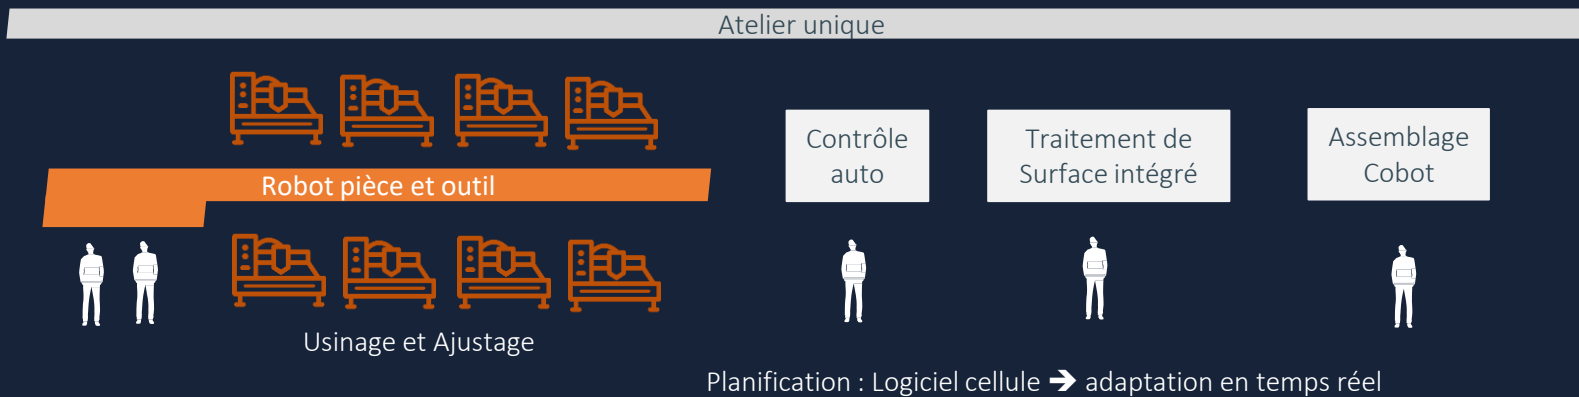 Atelier unique
Robot pièce et outil
Usinage et Ajustage
Contrôle
auto
Traitement de
Surface intégré
Assemblage
Cobot
Planification : Logiciel cellule ➔ adaptation en temps réel